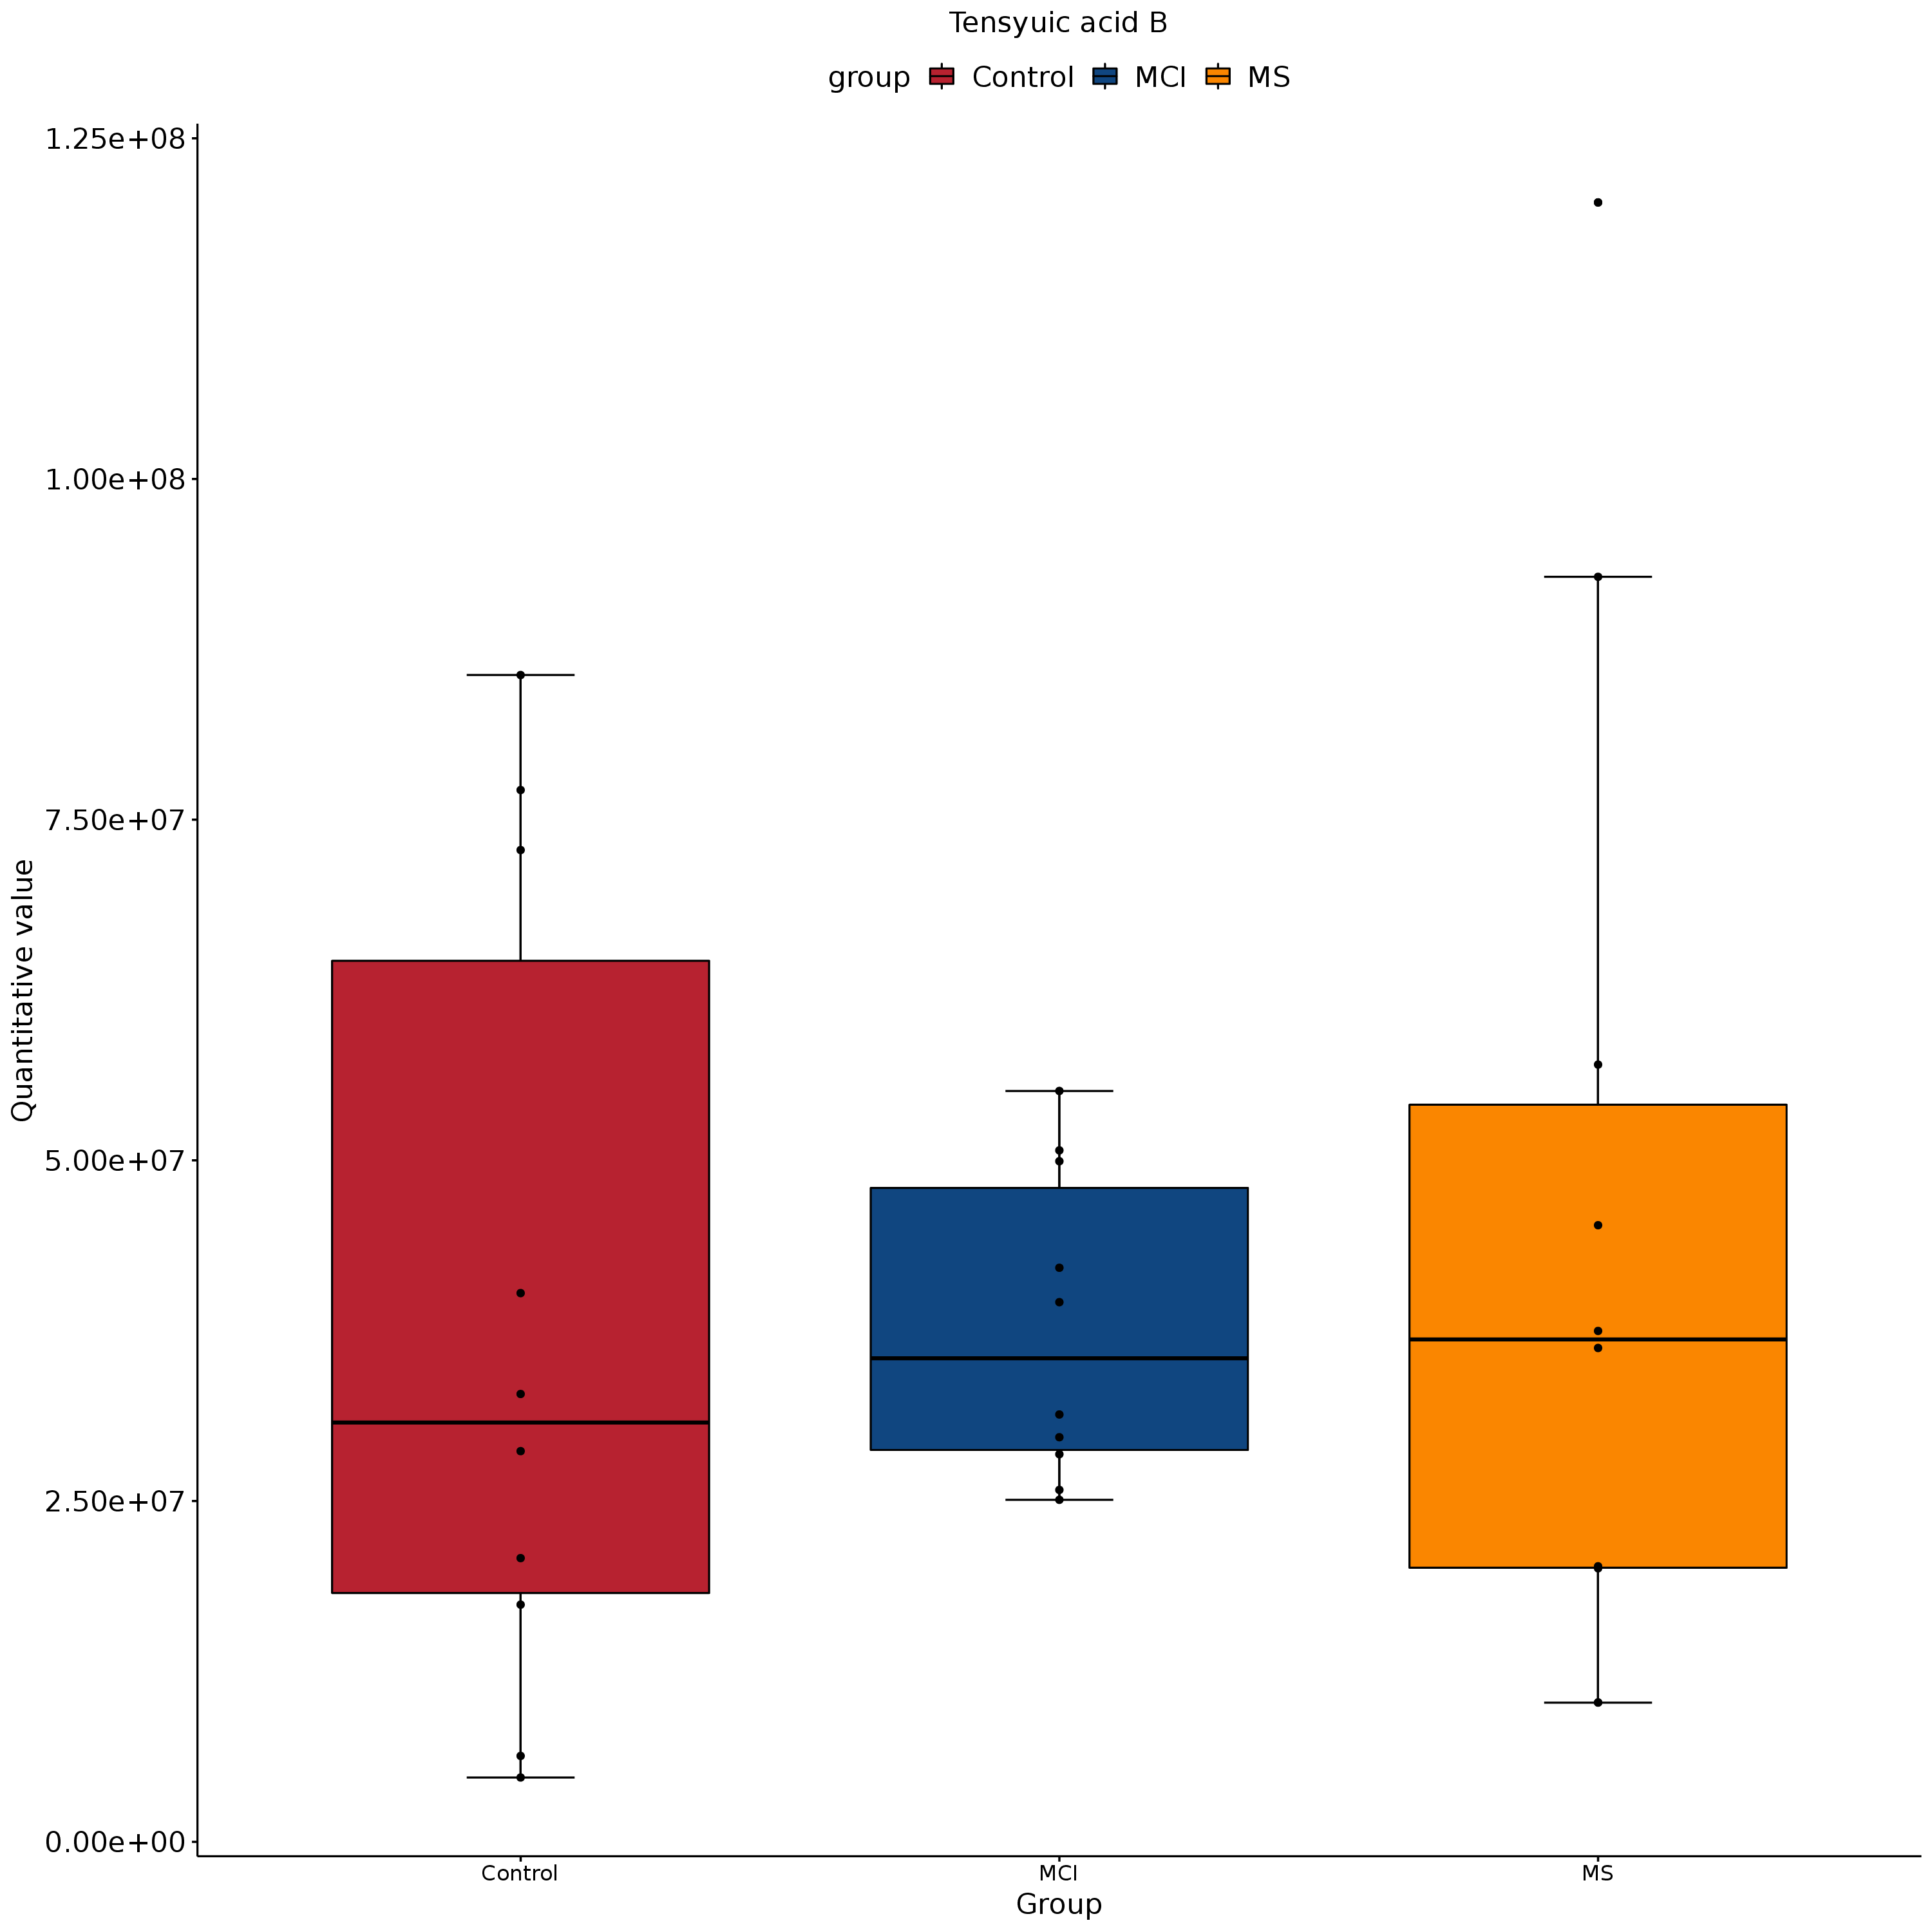 Tensyuic acid B
group Control MCI MS
1.25e+08
1.00e+08
7.50e+07
5.00e+07
2.50e+07
0.00e+00
Quantitative value
Control MCI MS
Group